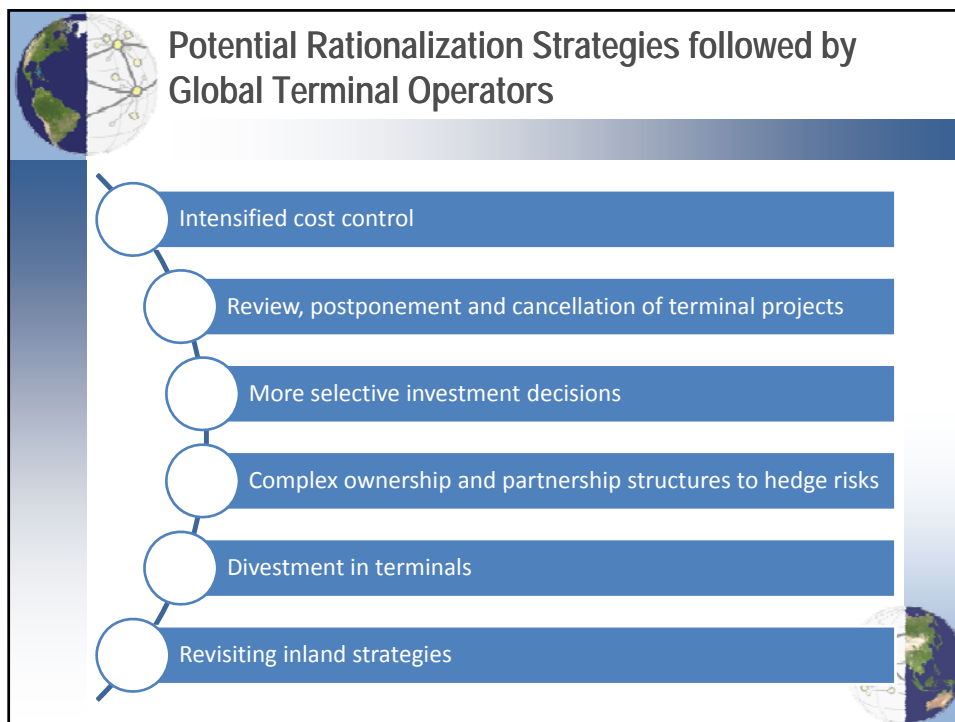 Potential Rationalization Strategies followed by
Global Terminal Operators
Intensified cost control
Review, postponement and cancellation of terminal projects
More selective investment decisions
Complex ownership and partnership structures to hedge risks
Divestment in terminals
Revisiting inland strategies